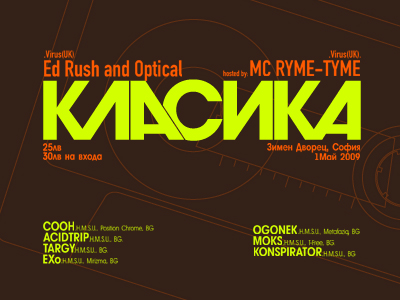 .Virus(UK)
.Virus(UK).
Ed Rush and Optical
hosted by: MC RYME-TYME
КЛАСИКА
25лв
30лв на входа
Зимен Дворец, София
1Май 2009
COOH.H.M.S.U.. Position Chrome, BG
ACIDTRIP.H.M.S.U.. BG
TARGY.H.M.S.U.. BG
EXo.H.M.S.U.. Mirizma, BG
OGONEK.H.M.S.U.. Metafaziq, BG
MOKS.H.M.S.U.. T-Free, BG
KONSPIRATOR.H.M.S.U.. BG